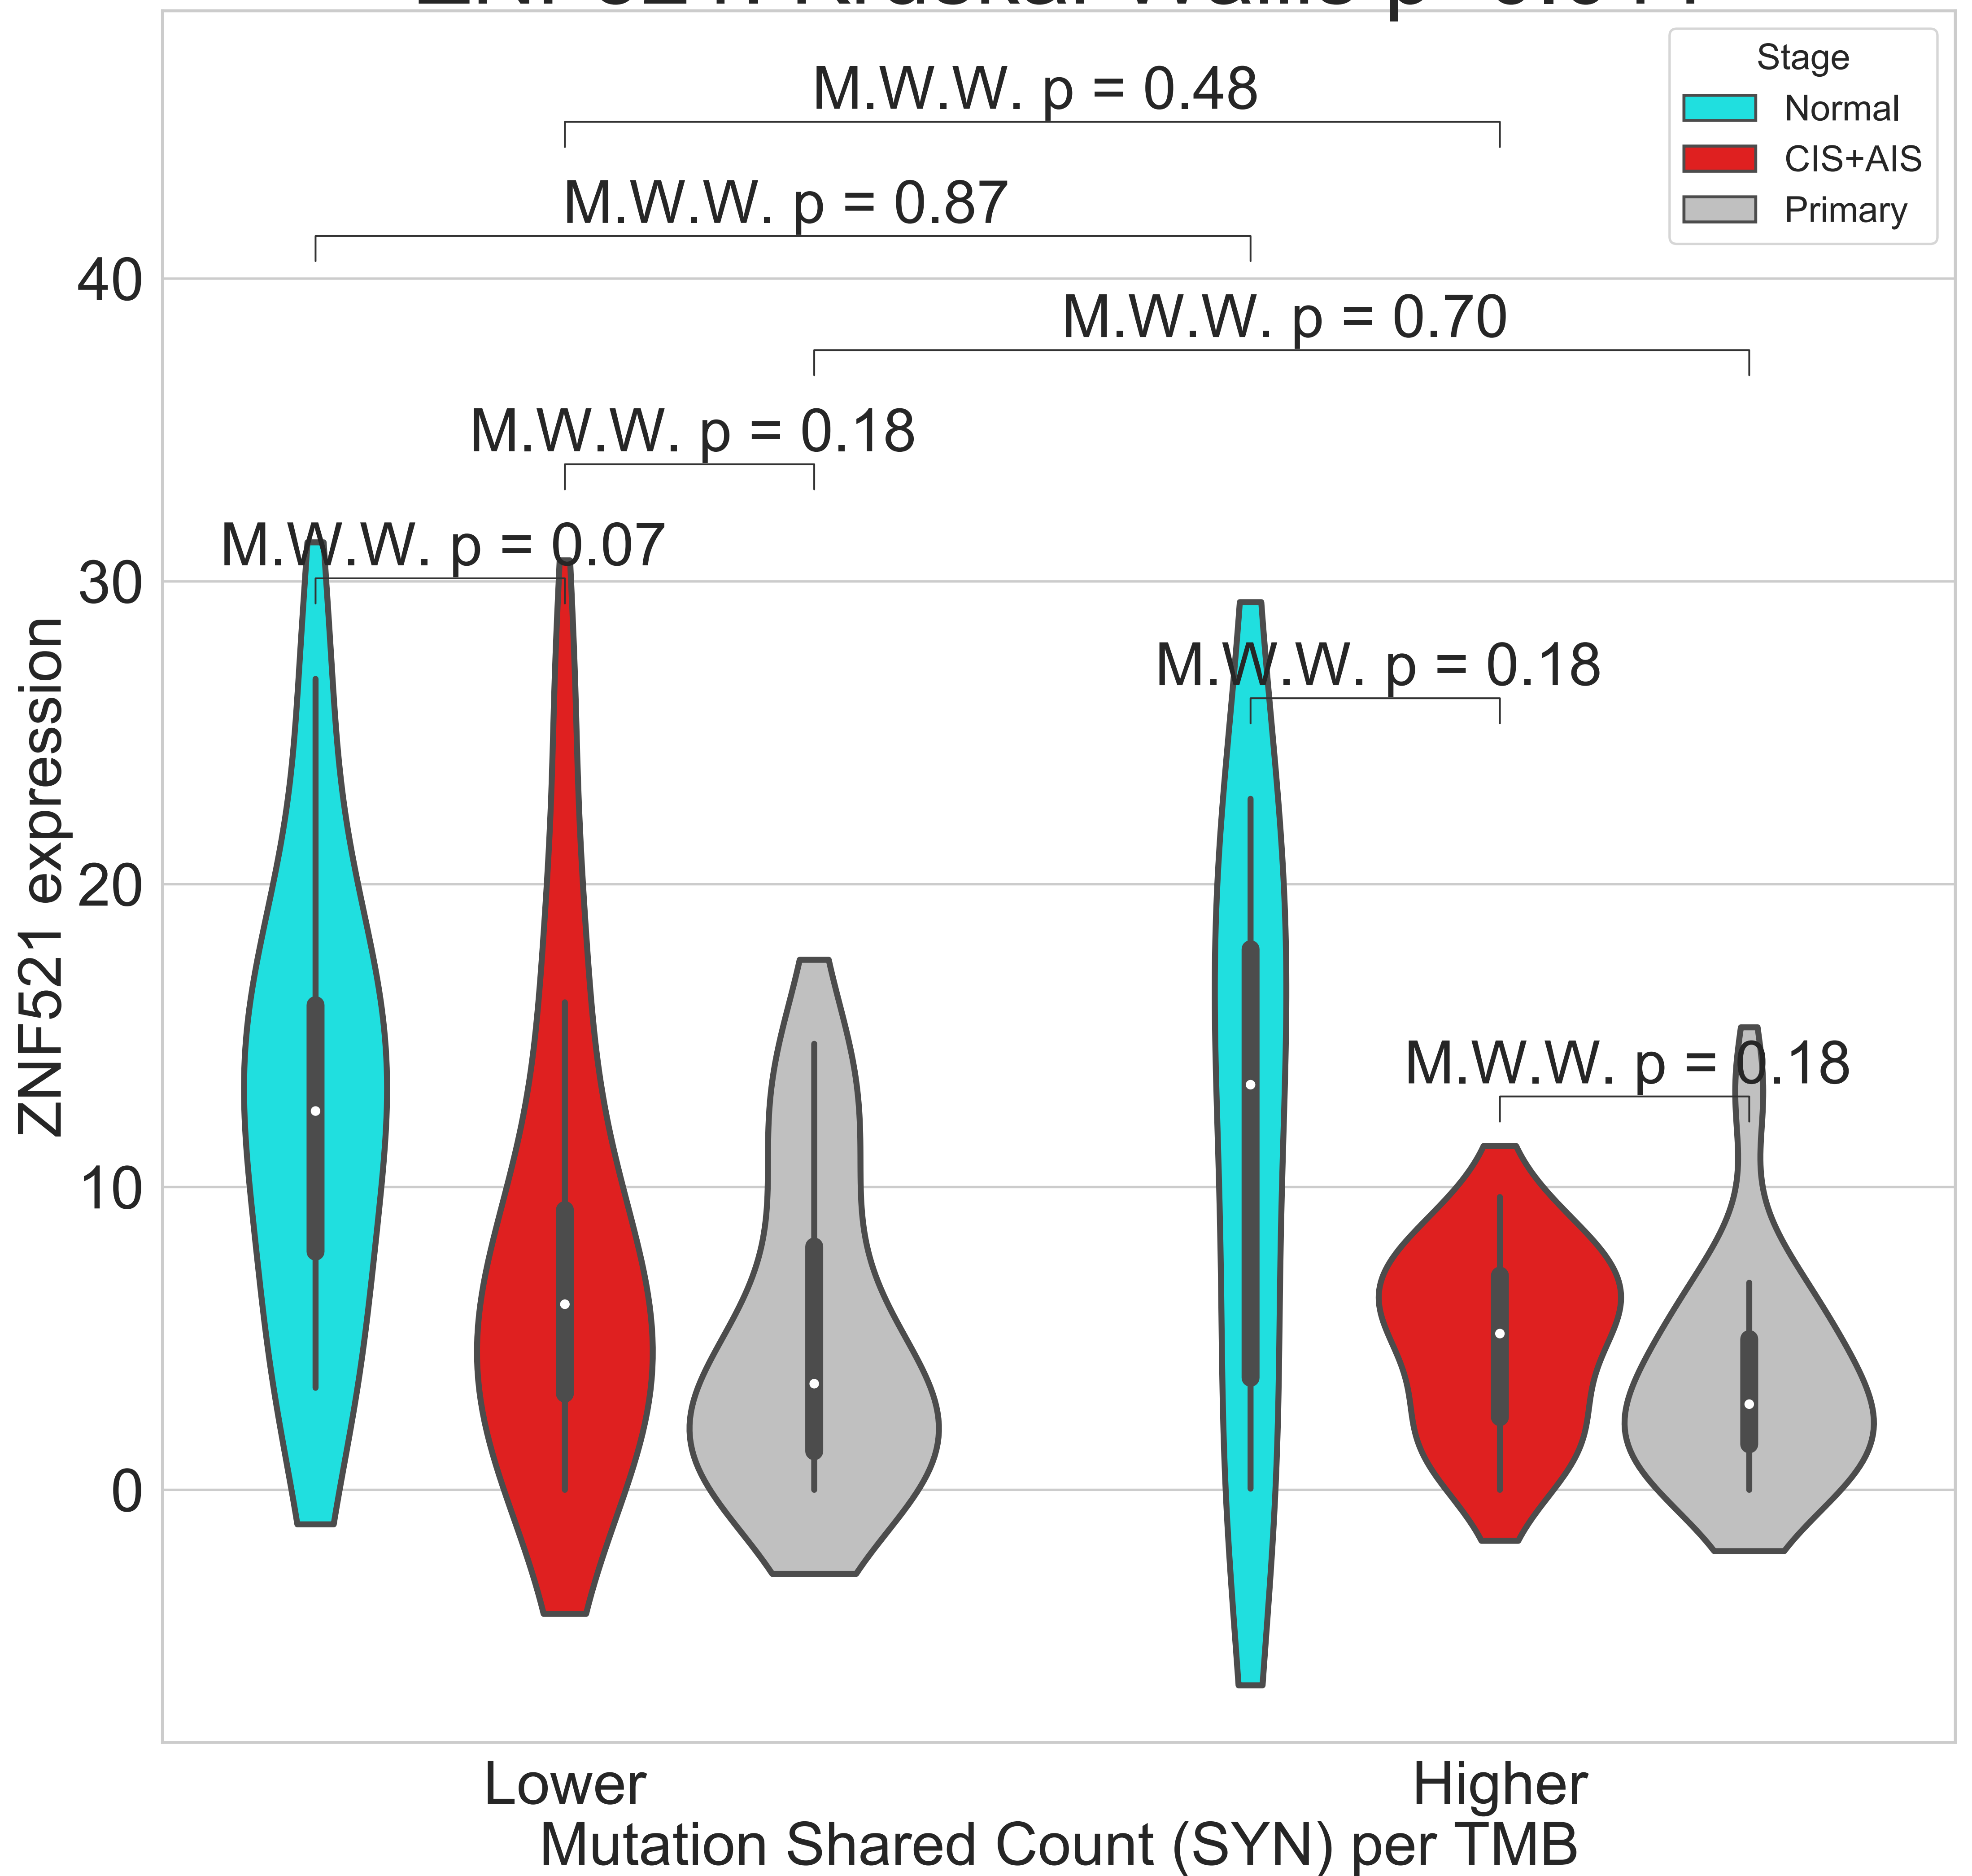 Stage
Normal
CIS+AIS
Primary
M.W.W. p = 0.48
M.W.W. p = 0.87
M.W.W. p = 0.70
M.W.W. p = 0.18
M.W.W. p = 0.07
M.W.W. p = 0.18
M.W.W. p = 0.18
40
30
20
10
0
ZNF521 expression
Lower
Higher
Mutation Shared Count (SYN) per TMB